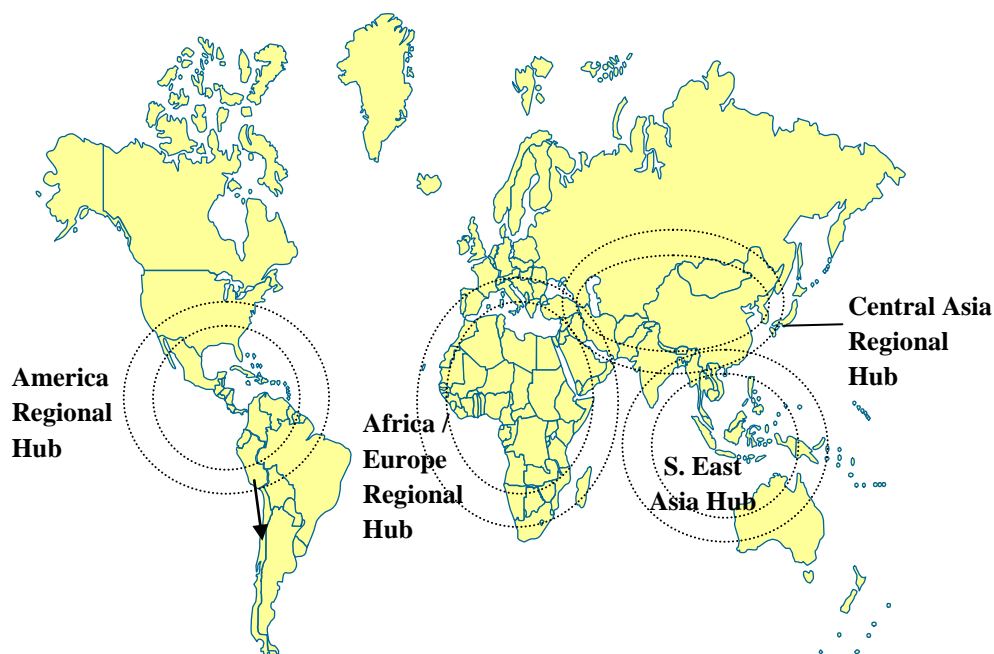 America
Regional
Hub
Africa /
Europe
Regional
Hub
S. East
Asia Hub
Central Asia
Regional
Hub